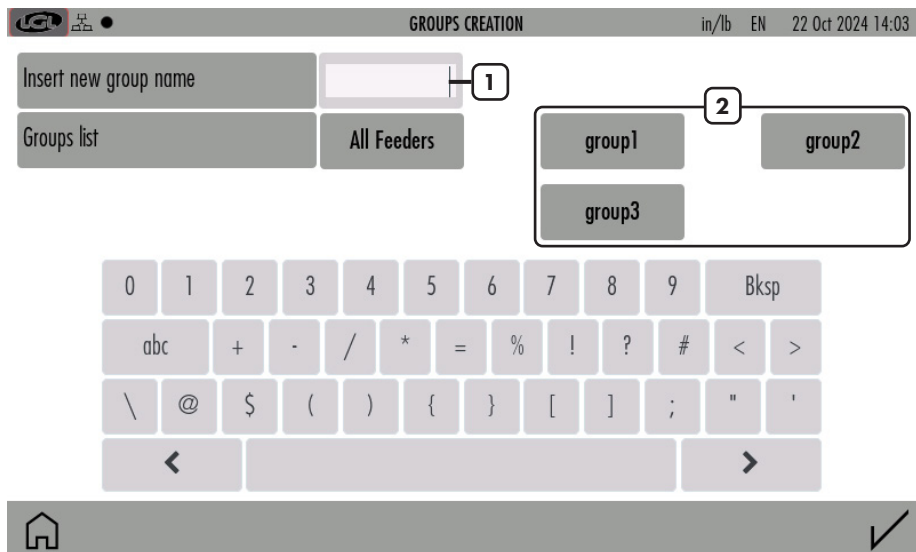 LGL GROUPS CREATION in/lb EN 22 Oct 2024 14:03
Insert new group name 1
2
Groups list All Feeders group1 group2
group3
0 1 2 3 4 5 6 7 8 9 Bksp
abc + - / * = % ! ? # < >
\ @ $ ( ) { } [ ] ; " '